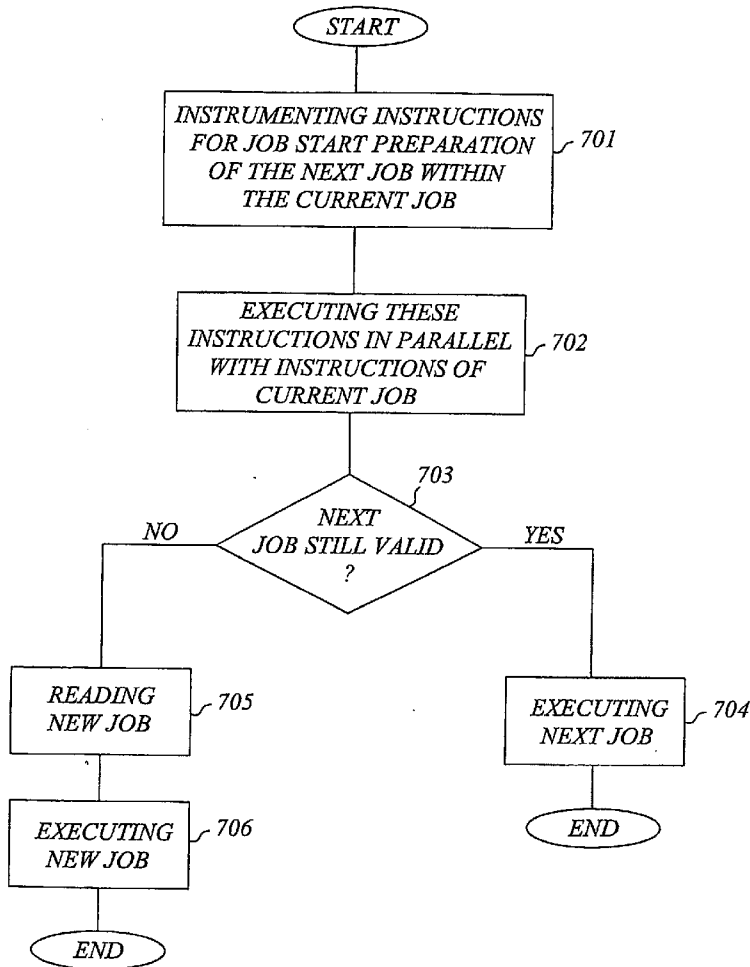 START
INSTRUMENTING INSTRUCTIONS
FOR JOB START PREPARATION
OF THE NEXT JOB WITHIN
THE CURRENT JOB
701
EXECUTING THESE
INSTRUCTIONS IN PARALLEL
WITH INSTRUCTIONS OF
CURRENT JOB
702
703
NEXT
JOB STILL VALID
?
NO
YES
READING
NEW JOB
705
EXECUTING
NEXT JOB
704
EXECUTING
NEW JOB
706
END
END